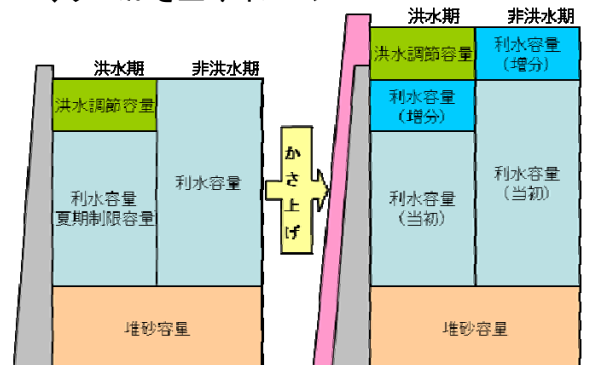 洪水期 非洪水期
洪水調節容量
利水容量
夏期制限容量
利水容量
堆砂容量
かさ上げ
洪水期 非洪水期
洪水調節容量
利水容量
(増分)
利水容量
(増分)
利水容量
(当初)
利水容量
(当初)
堆砂容量